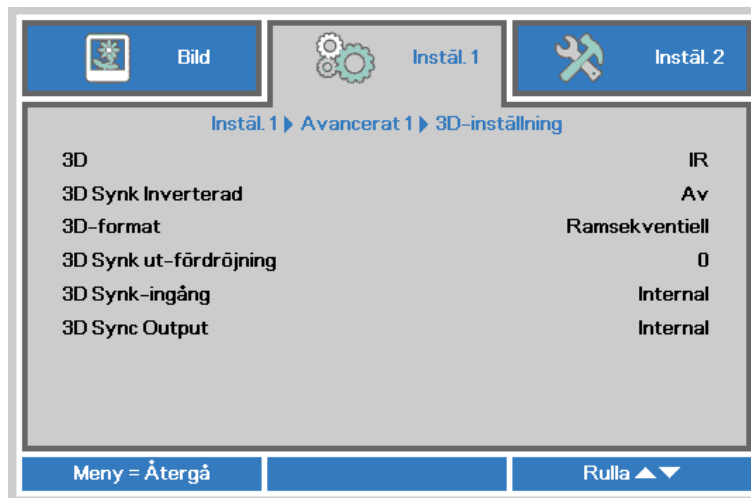 Bild
Instäl. 1
Instäl. 2
Instäl. 1 ▶ Avancerat 1 ▶ 3D-inställning
3D IR
3D Synk Inverterad Av
3D-format Ramsekventiell
3D Synk ut-fördröjning 0
3D Synk-ingång Internal
3D Sync Output Internal
Meny = Återgå
Rulla ▲▼